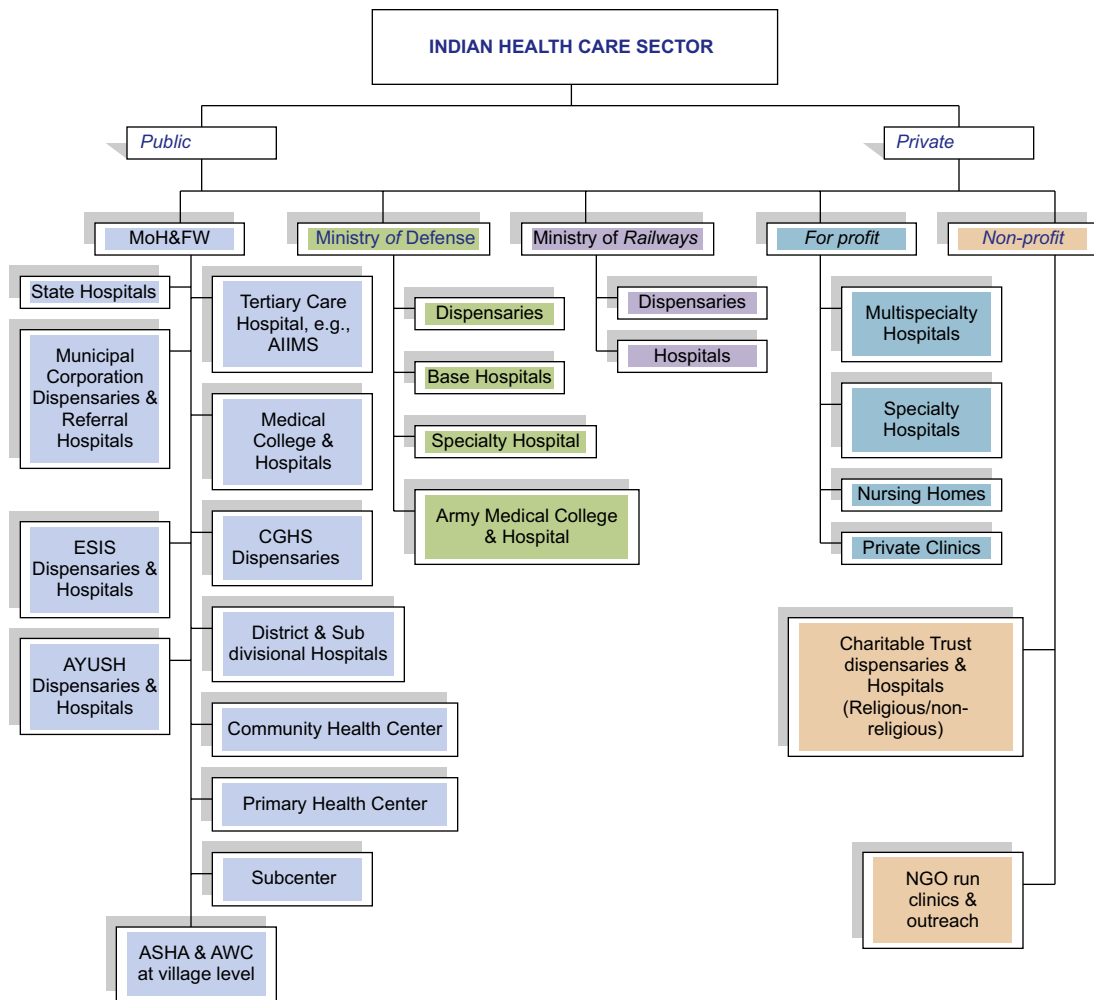 INDIAN HEALTH CARE SECTOR
Public
Private
MoH&FW
Ministry of Defense
Ministry of Railways
For profit
Non-profit
State Hospitals
Municipal
Corporation
Dispensaries &
Referral
Hospitals
ESIS
Dispensaries &
Hospitals
AYUSH
Dispensaries &
Hospitals
Tertiary Care
Hospital, e.g.,
AIIMS
Medical
College &
Hospitals
CGHS
Dispensaries
District & Sub
divisional Hospitals
Community Health Center
Primary Health Center
Subcenter
ASHA & AWC
at village level
Dispensaries
Base Hospitals
Specialty Hospital
Army Medical College
& Hospital
Dispensaries
Hospitals
Multispecialty
Hospitals
Specialty
Hospitals
Nursing Homes
Private Clinics
Charitable Trust
dispensaries &
Hospitals
(Religious/non-
religious)
NGO run
clinics &
outreach